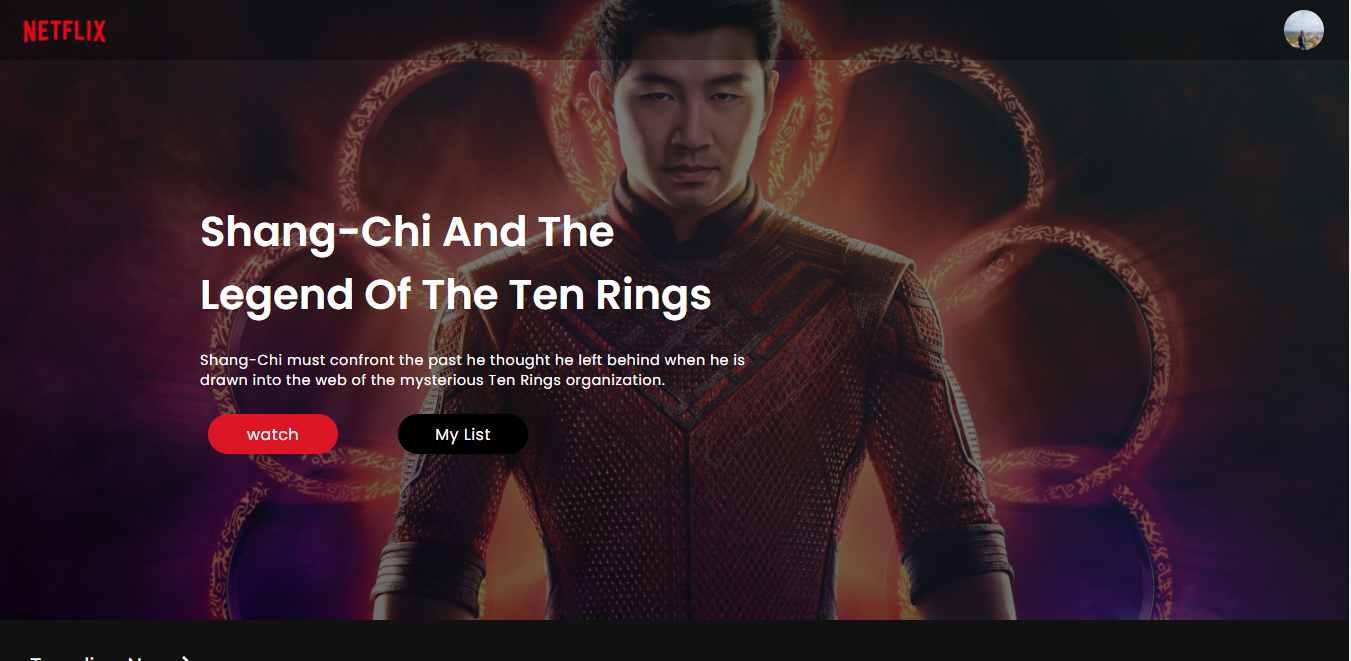 NETFLIX
Shang-Chi And The
Legend Of The Ten Rings
Shang-Chi must confront the past he thought he left behind when he is
drawn into the web of the mysterious Ten Rings organization.
watch
My List